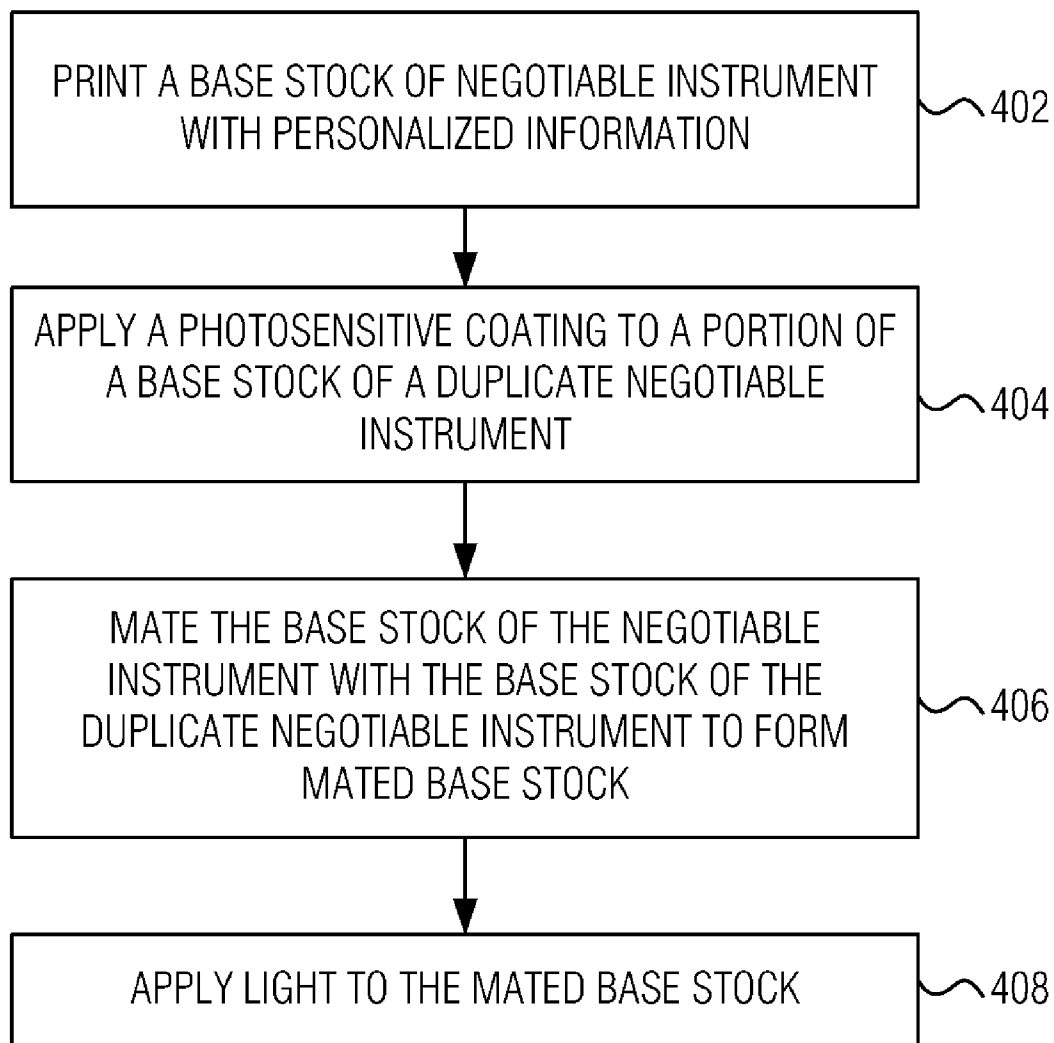 PRINT A BASE STOCK OF NEGOTIABLE INSTRUMENT
WITH PERSONALIZED INFORMATION
402
APPLY A PHOTOSENSITIVE COATING TO A PORTION OF
A BASE STOCK OF A DUPLICATE NEGOTIABLE
INSTRUMENT
404
MATE THE BASE STOCK OF THE NEGOTIABLE
INSTRUMENT WITH THE BASE STOCK OF THE
DUPLICATE NEGOTIABLE INSTRUMENT TO FORM
MATED BASE STOCK
406
APPLY LIGHT TO THE MATED BASE STOCK
408